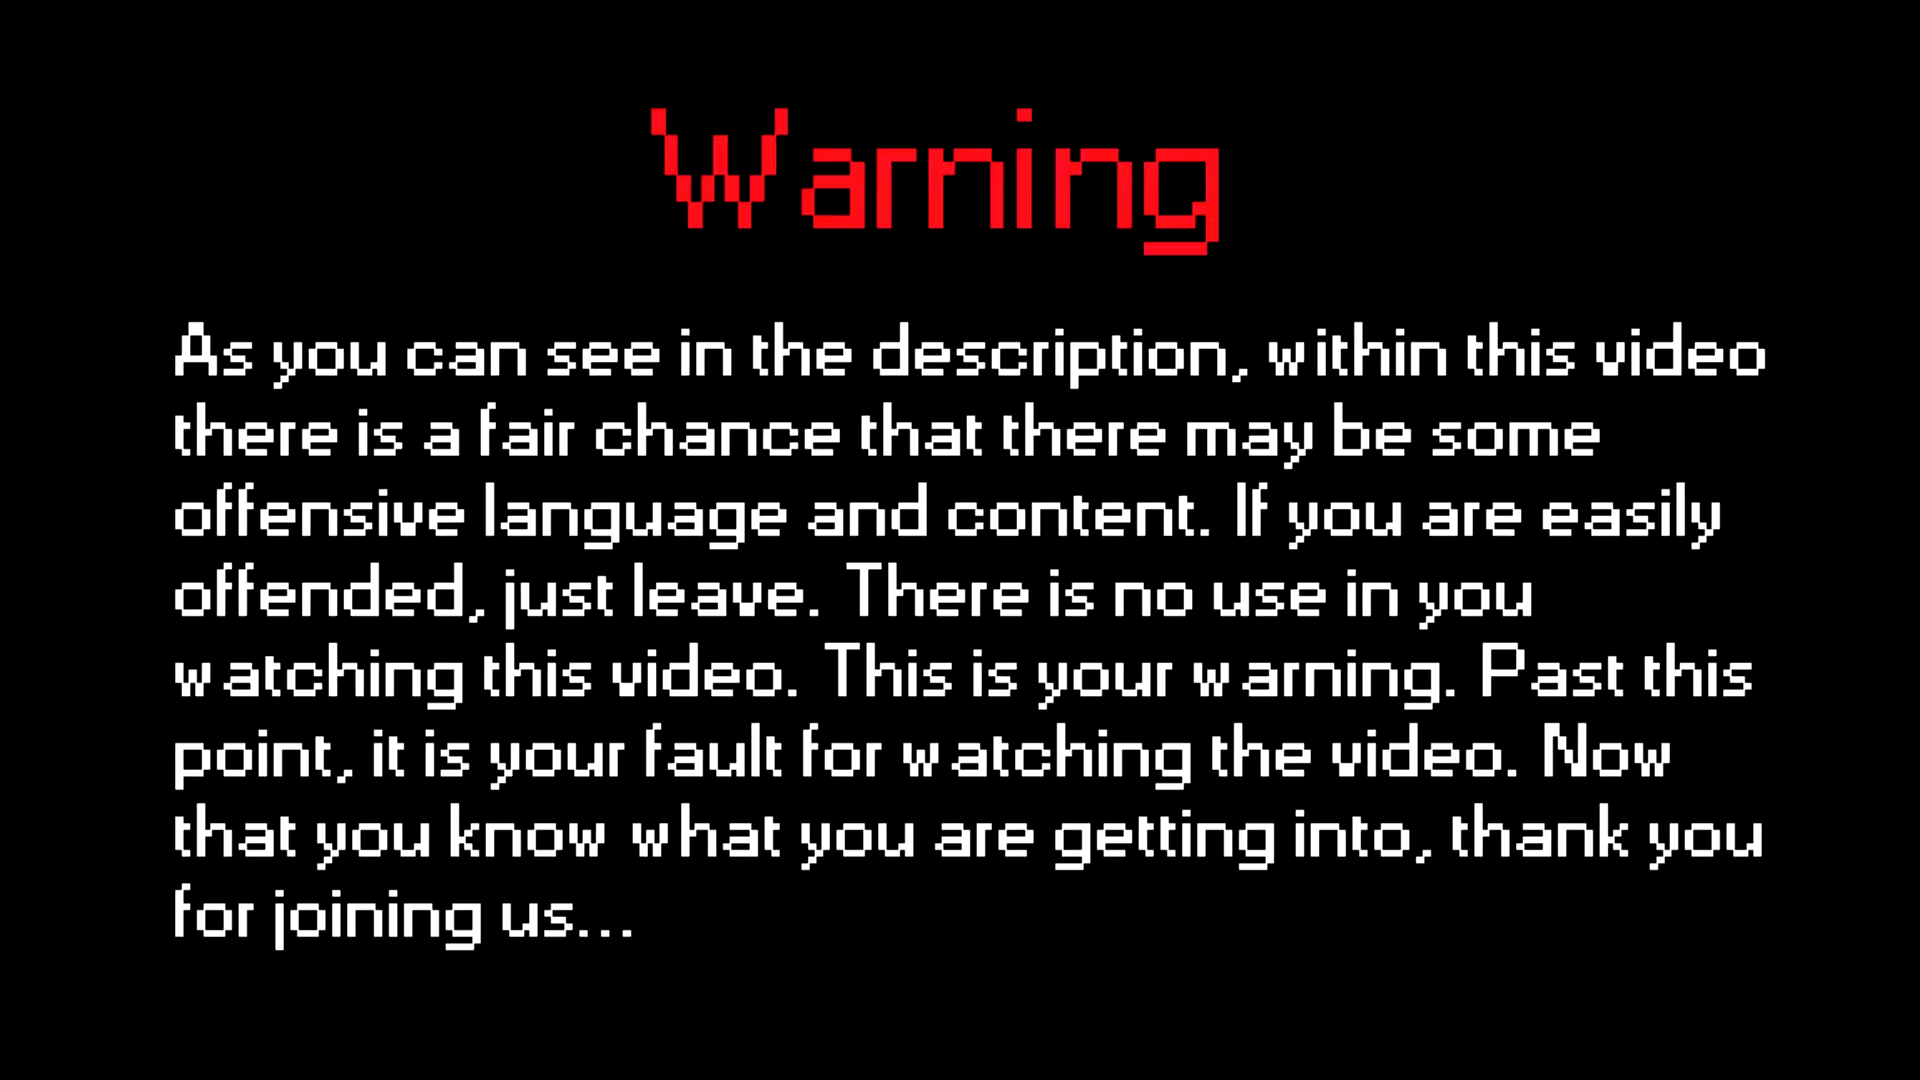 Warning
As you can see in the description, within this video
there is a fair chance that there may be some
offensive language and content. If you are easily
offended, just leave. There is no use in you
watching this video. This is your warning. Past this
point, it is your fault for watching the video. Now
that you know what you are getting into, thank you
for joining us...